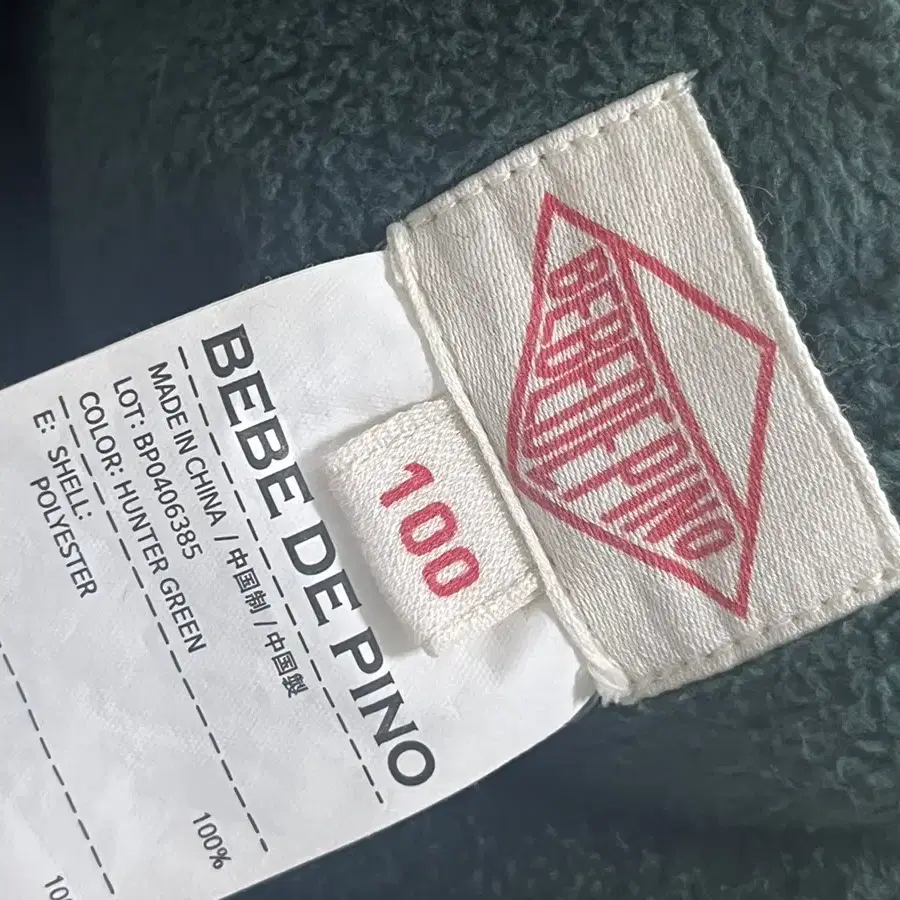 BEBE DE PINO
100
BEBE DE PINO
MADE IN CHINA / 中国制 / 中国製
LOT: BP0406385
COLOR: HUNTER GREEN
E: SHELL:
POLYESTER 100%